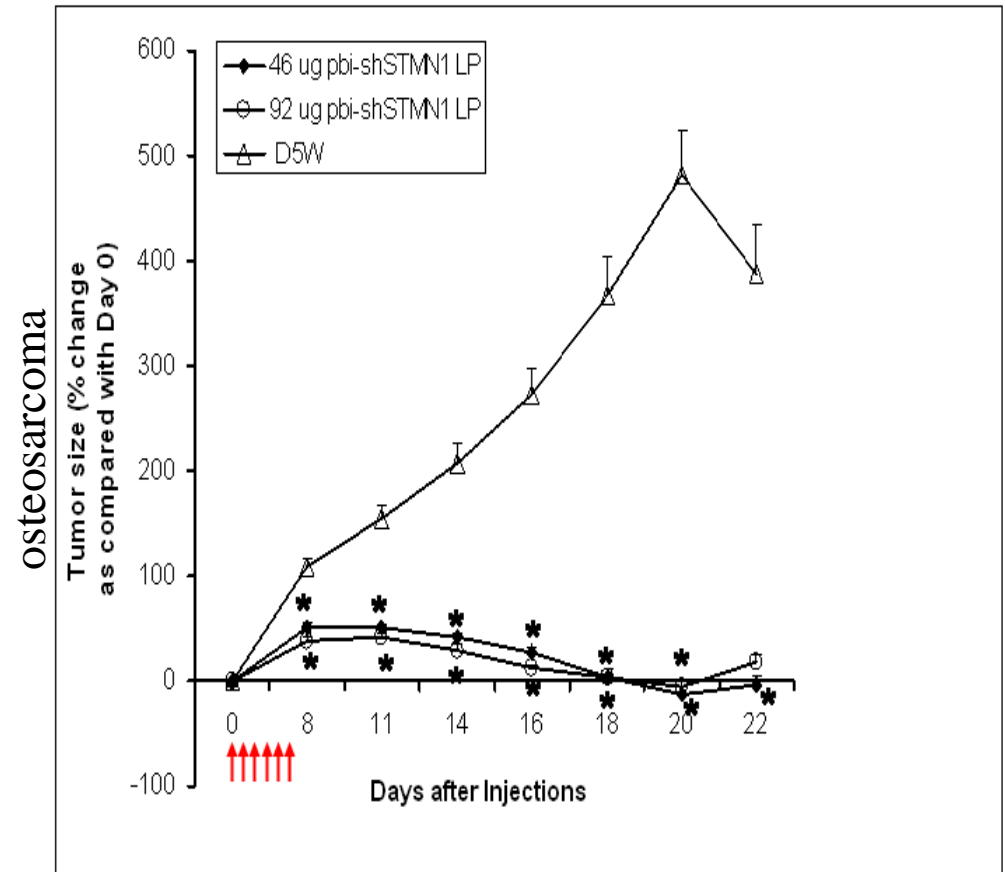 osteosarcoma
Tumor size (% change
as compared with Day 0)
600
500
400
300
200
100
0
-100
46 ug pbi-shSTMN1 LP
92 ug pbi-shSTMN1 LP
D5W
* * * * * *
* * * * * * *
0 8 11 14 16 18 20 22
Days after Injections